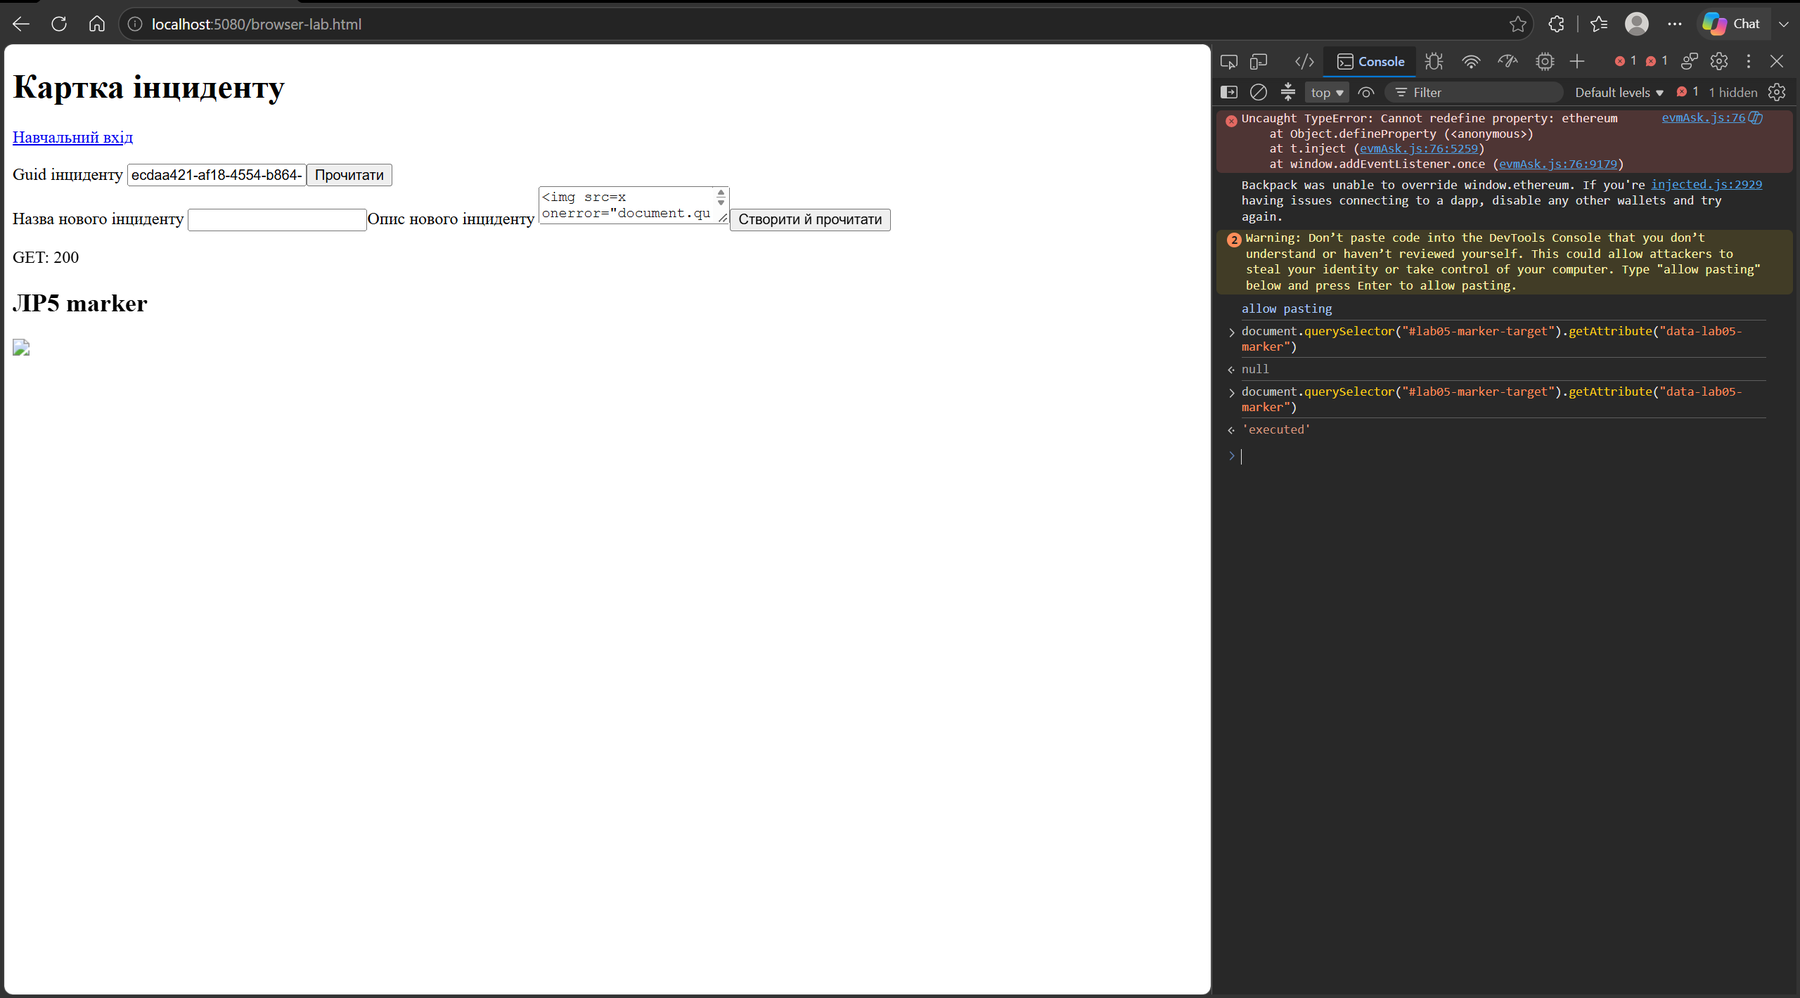 localhost:5080/browser-lab.html
Chat
Картка інциденту
Навчальний вхід
Guid інциденту ecdaa421-af18-4554-b864- Прочитати
Назва нового інциденту Опис нового інциденту <img src=x
onerror="document.qu Створити й прочитати
GET: 200
ЛР5 marker
Console 1 1
top Filter Default levels 1 1 hidden
Uncaught TypeError: Cannot redefine property: ethereum evmAsk.js:76
at Object.defineProperty (<anonymous>)
at t.inject (evmAsk.js:76:5259)
at window.addEventListener.once (evmAsk.js:76:9179)
Backpack was unable to override window.ethereum. If you're injected.js:2929
having issues connecting to a dapp, disable any other wallets and try
again.
2 Warning: Don’t paste code into the DevTools Console that you don’t
understand or haven’t reviewed yourself. This could allow attackers to
steal your identity or take control of your computer. Type "allow pasting"
below and press Enter to allow pasting.
allow pasting
document.querySelector("#lab05-marker-target").getAttribute("data-lab05-
marker")
null
document.querySelector("#lab05-marker-target").getAttribute("data-lab05-
marker")
'executed'